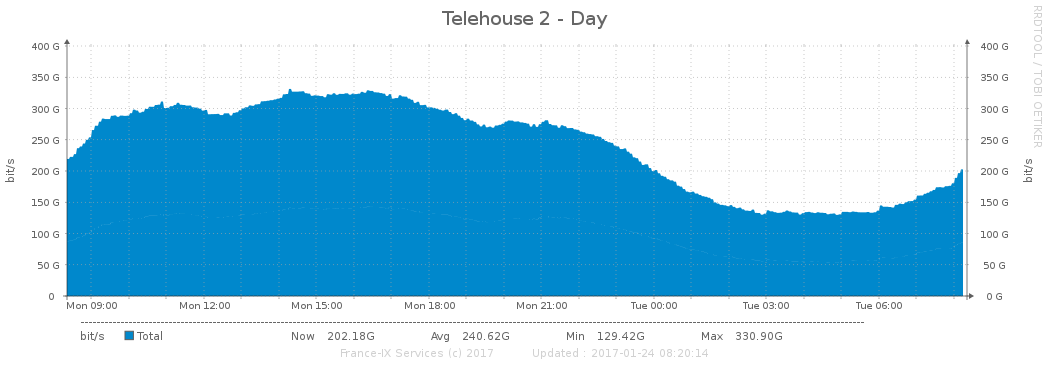 Telehouse 2 - Day
RRDTOOL / TOBI OETIKER
400 G 400 G
350 G 350 G
300 G 300 G
250 G 250 G
200 G 200 G
150 G 150 G
100 G 100 G
50 G 50 G
0 0 G
bit/s
bit/s
Mon 09:00 Mon 12:00 Mon 15:00 Mon 18:00 Mon 21:00 Tue 00:00 Tue 03:00 Tue 06:00
bit/s Total Now 202.18G Avg 240.62G Min 129.42G Max 330.90G
France-IX Services (c) 2017 Updated : 2017-01-24 08:20:14